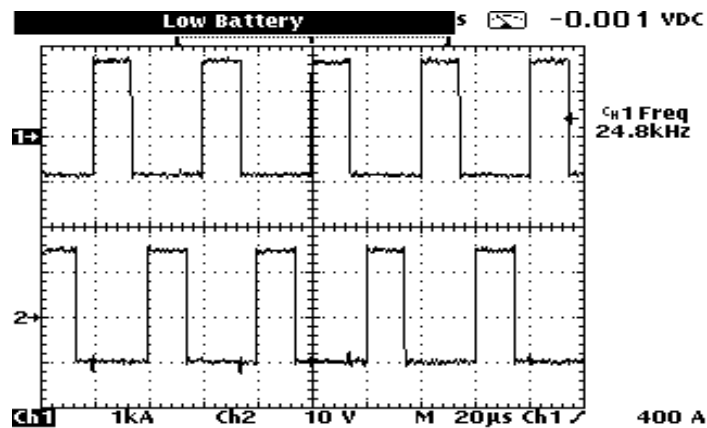 Low Battery s -0.001 VDC
1
CH1 Freq
24.8kHz
2
Ch1 1kA Ch2 10 V M 20µs Ch1 400 A